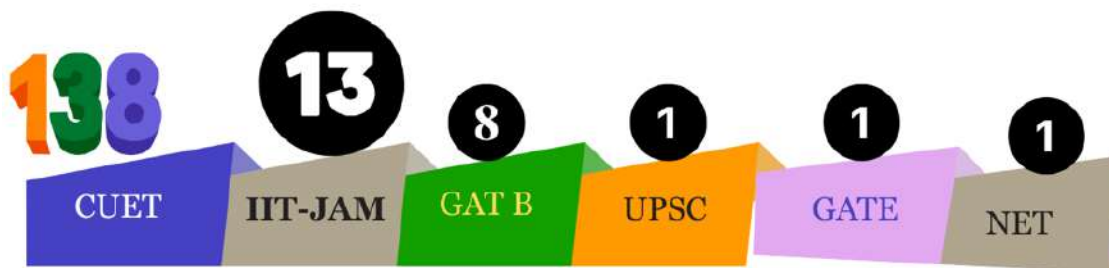 138 13 8 1 1 1
CUET IIT-JAM GAT B UPSC GATE NET